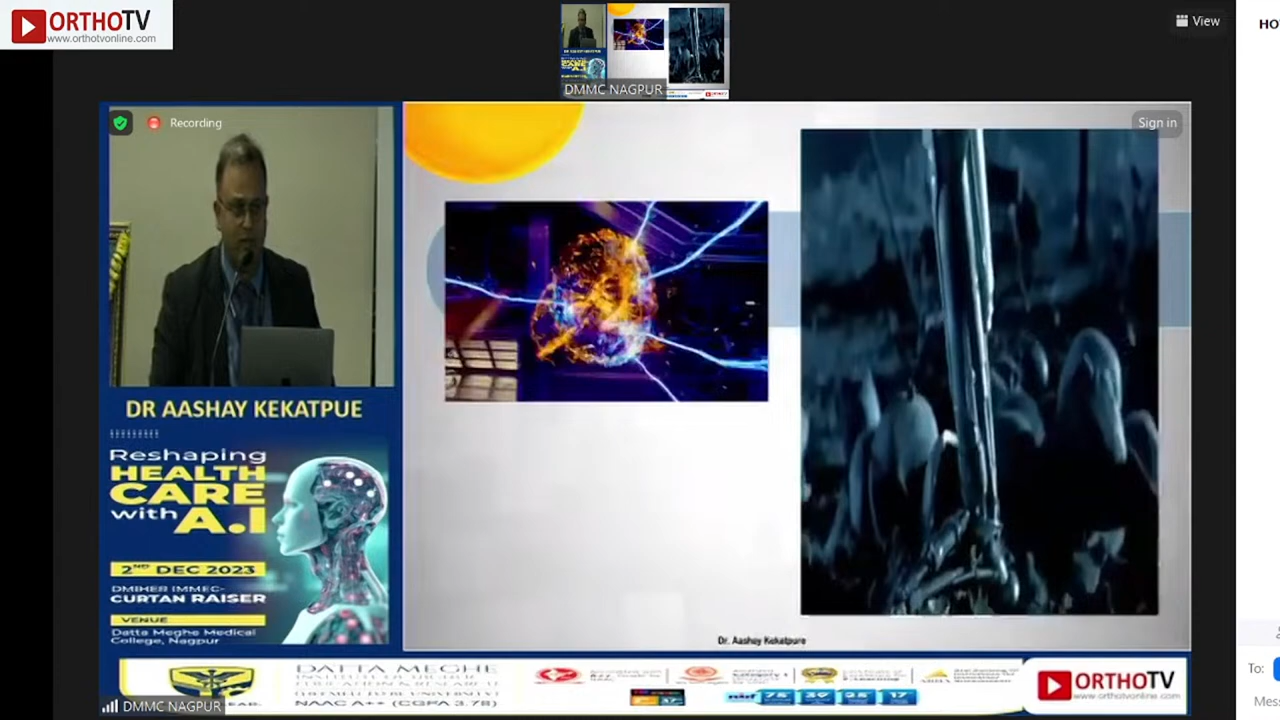 ORTHOTV
www.orthotvonline.com
View
HO
DMMC NAGPUR
Recording
Sign in
DR AASHAY KEKATPUE
Reshaping
HEALTH
CARE
with A.I
2ND DEC 2023
DMIHER IMMEC-
CURTAN RAISER
VENUE
Datta Meghe Medical
College, Nagpur
Dr. Aashay Kekatpure
DATTA MEGHE
NAAC A++ (CGPA 3.78)
ORTHOTV
www.orthotvonline.com
DMMC NAGPUR
To:
Mess